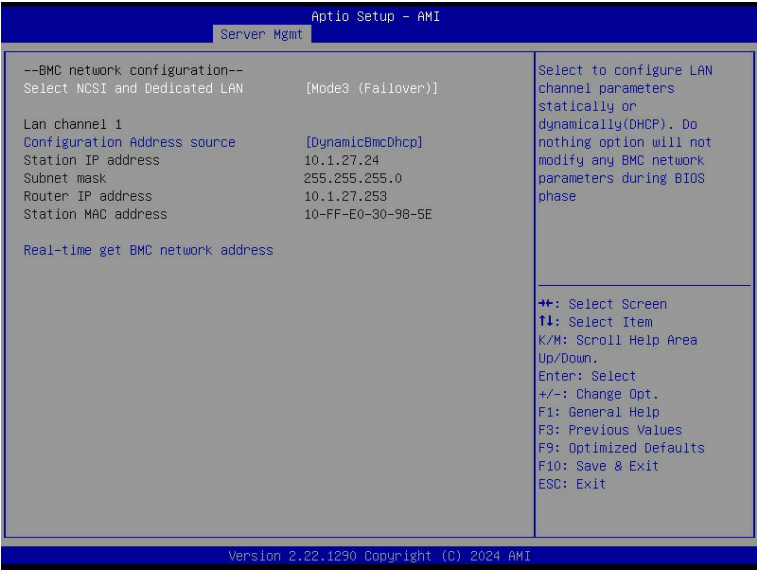 Aptio Setup - AMI
Server Mgmt
--BMC network configuration--
Select NCSI and Dedicated LAN [Mode3 (Failover)]
Lan channel 1
Configuration Address source [DynamicBmcDhcp]
Station IP address 10.1.27.24
Subnet mask 255.255.255.0
Router IP address 10.1.27.253
Station MAC address 10-FF-E0-30-98-5E
Real-time get BMC network address
Select to configure LAN
channel parameters
statically or
dynamically(DHCP). Do
nothing option will not
modify any BMC network
parameters during BIOS
phase
→←: Select Screen
↑↓: Select Item
K/M: Scroll Help Area
Up/Down.
Enter: Select
+/-: Change Opt.
F1: General Help
F3: Previous Values
F9: Optimized Defaults
F10: Save & Exit
ESC: Exit
Version 2.22.1290 Copyright (C) 2024 AMI